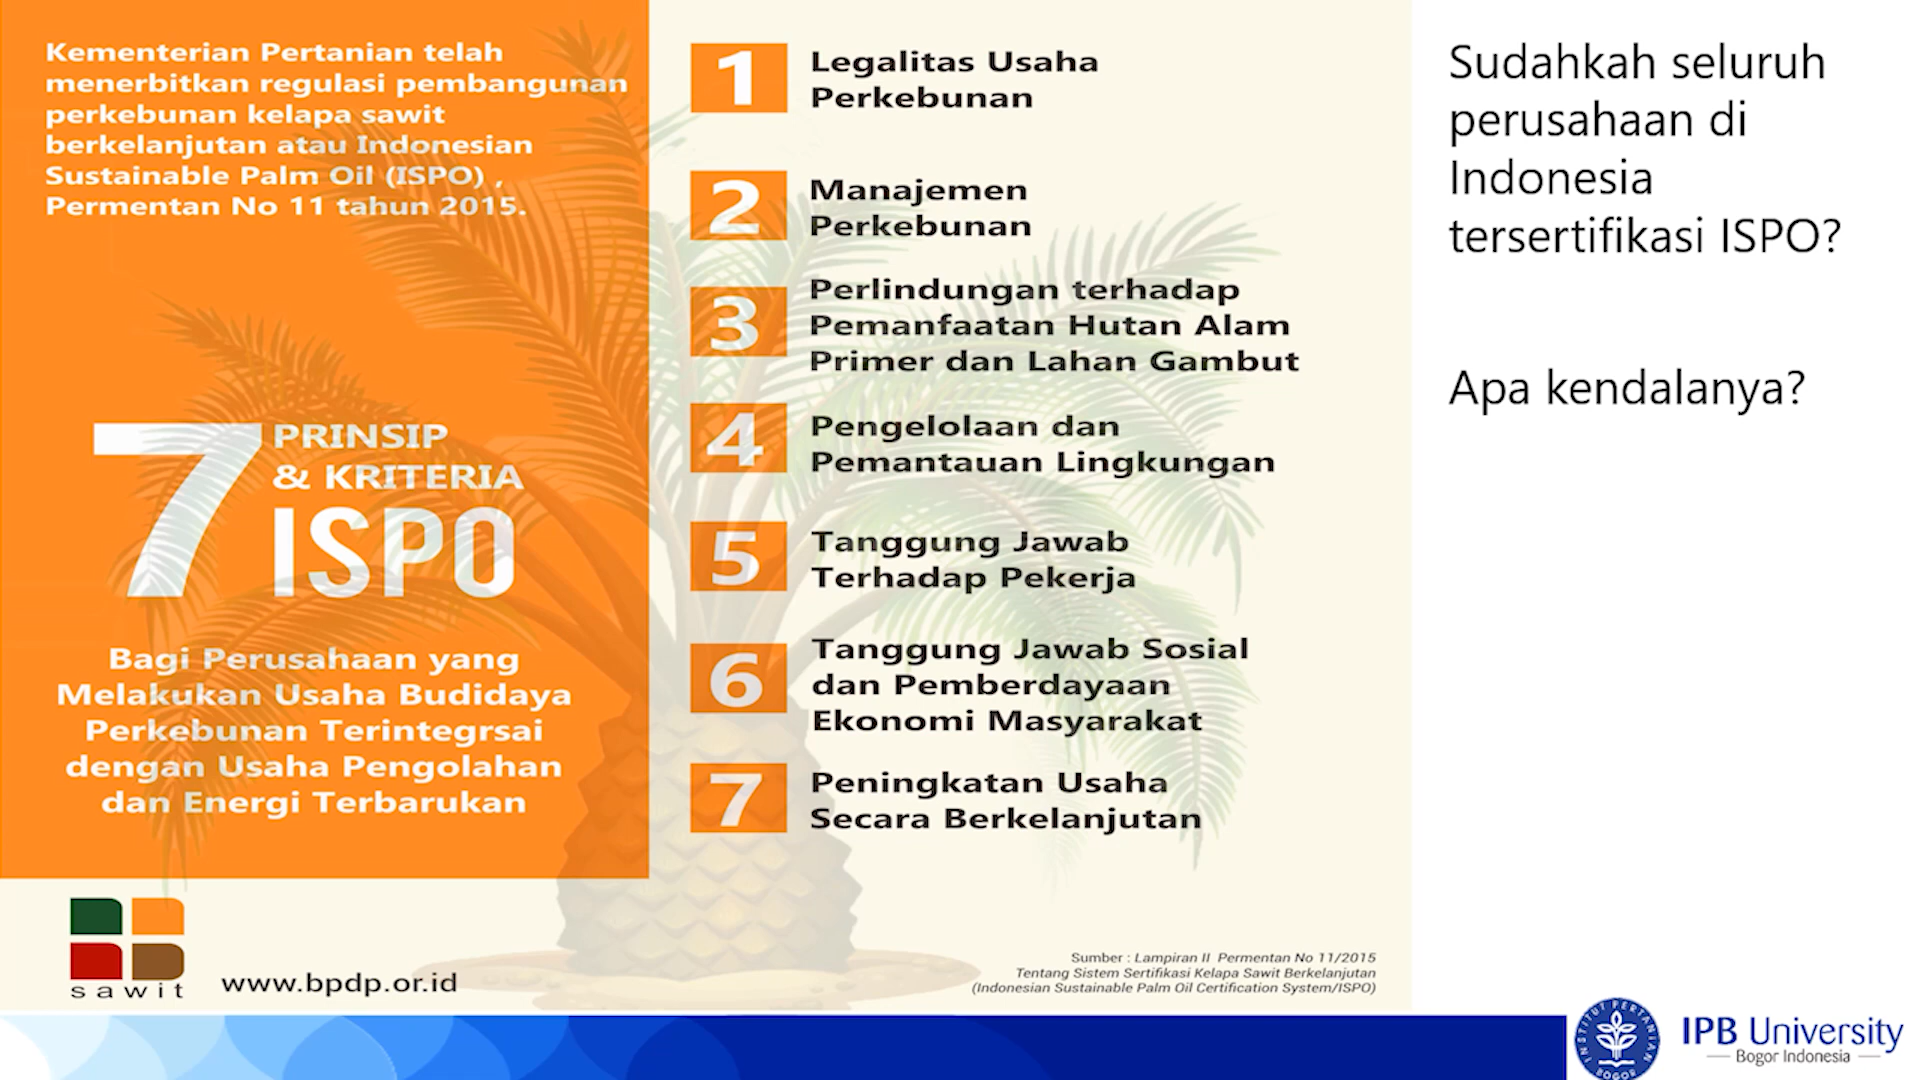 Kementerian Pertanian telah
menerbitkan regulasi pembangunan
perkebunan kelapa sawit
berkelanjutan atau Indonesian
Sustainable Palm Oil (ISPO) ,
Permentan No 11 tahun 2015.
7 PRINSIP
& KRITERIA
ISPO
Bagi Perusahaan yang
Melakukan Usaha Budidaya
Perkebunan Terintegrsai
dengan Usaha Pengolahan
dan Energi Terbarukan
sawit
www.bpdp.or.id
1 Legalitas Usaha
Perkebunan
2 Manajemen
Perkebunan
3 Perlindungan terhadap
Pemanfaatan Hutan Alam
Primer dan Lahan Gambut
4 Pengelolaan dan
Pemantauan Lingkungan
5 Tanggung Jawab
Terhadap Pekerja
6 Tanggung Jawab Sosial
dan Pemberdayaan
Ekonomi Masyarakat
7 Peningkatan Usaha
Secara Berkelanjutan
Sumber : Lampiran II Permentan No 11/2015
Tentang Sistem Sertifikasi Kelapa Sawit Berkelanjutan
(Indonesian Sustainable Palm Oil Certification System/ISPO)
Sudahkah seluruh
perusahaan di
Indonesia
tersertifikasi ISPO?
Apa kendalanya?
INSTITUT PERTANIAN
BOGOR
IPB University
Bogor Indonesia